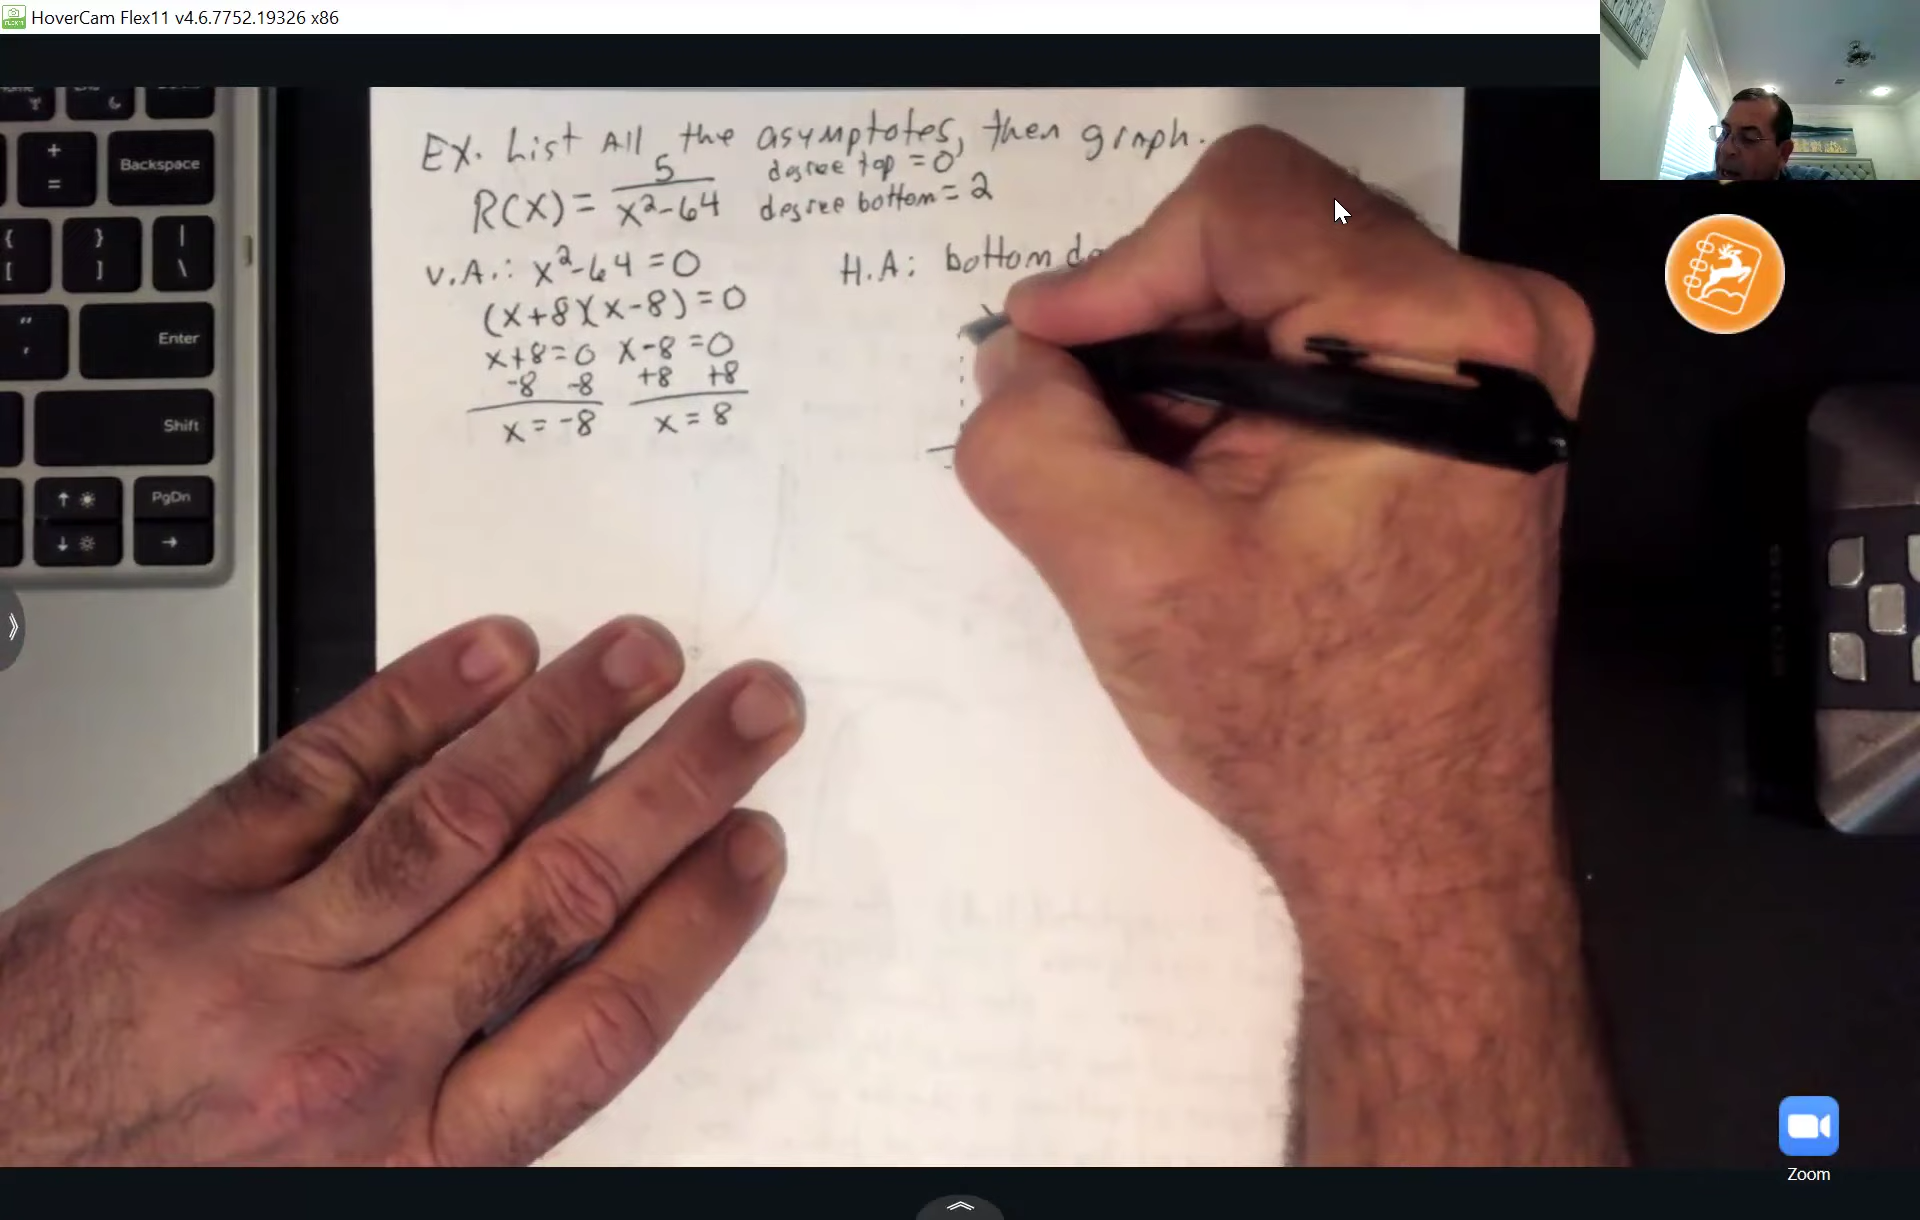 HoverCam Flex11 v4.6.7752.19326 x86
EX. List All the asymptotes, then graph.
R(X) = 5 / x²-64
degree top = 0
degree bottom = 2
V.A.: x²-64 = 0
(x+8)(x-8) = 0
x+8=0 x-8=0
-8 -8 +8 +8
x = -8 x = 8
H.A: bottom
+
=
Backspace
{
[
}
]
|
\
"
,
Enter
Shift
PgDn
Zoom